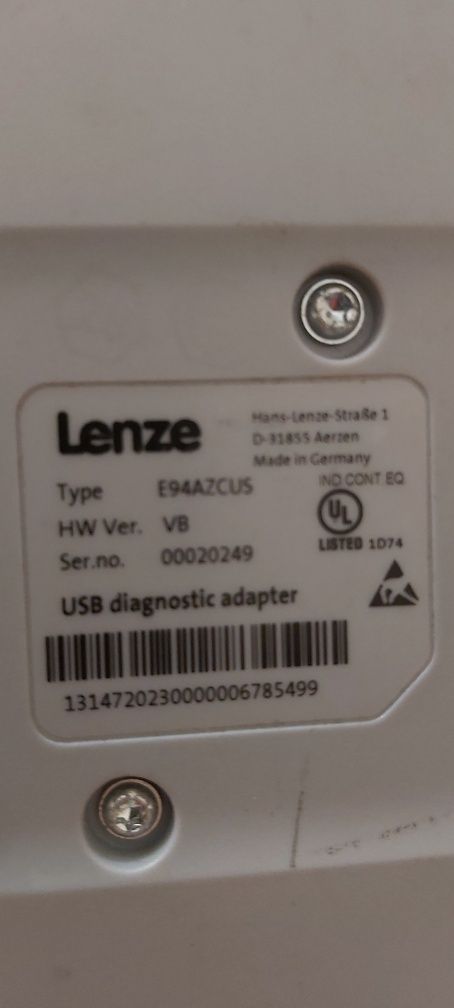 Lenze
Hans-Lenze-Straße 1
D-31855 Aerzen
Made in Germany
Type E94AZCUS
IND.CONT.EQ.
HW Ver. VB
UL
Ser.no. 00020249
LISTED 1D74
USB diagnostic adapter
1314720230000006785499